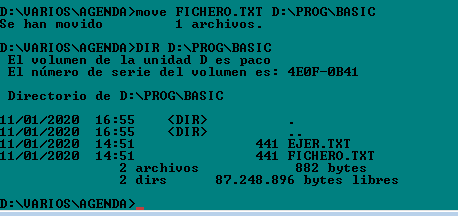 D:\VARIOS\AGENDA>move FICHERO.TXT D:\PROG\BASIC
Se han movido        1 archivos.
D:\VARIOS\AGENDA>DIR D:\PROG\BASIC
 El volumen de la unidad D es paco
 El número de serie del volumen es: 4E0F-0B41
 Directorio de D:\PROG\BASIC
11/01/2020  16:55    <DIR>          .
11/01/2020  16:55    <DIR>          ..
11/01/2020  14:51               441 EJER.TXT
11/01/2020  14:51               441 FICHERO.TXT
               2 archivos            882 bytes
               2 dirs   87.248.896 bytes libres
D:\VARIOS\AGENDA>